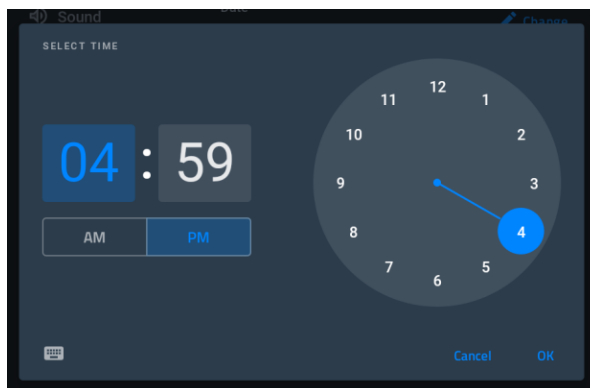 Sound
Date
Change
SELECT TIME
04 : 59
AM PM
12
11 1
10 2
9 3
8 4
7 5
6
Cancel OK